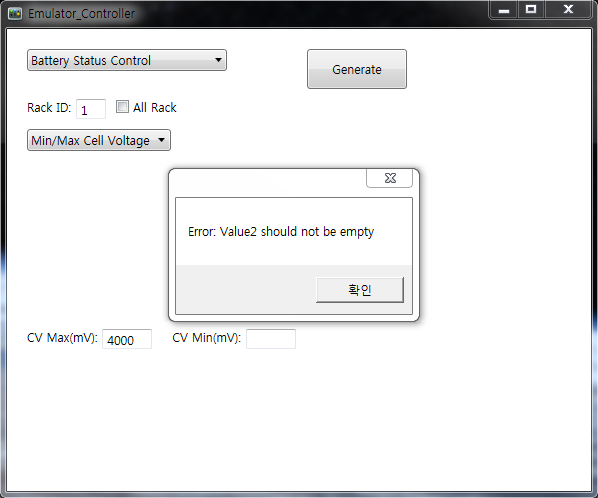 Emulator_Controller
Battery Status Control
Generate
Rack ID: 1 All Rack
Min/Max Cell Voltage
Error: Value2 should not be empty
확인
CV Max(mV): 4000 CV Min(mV):